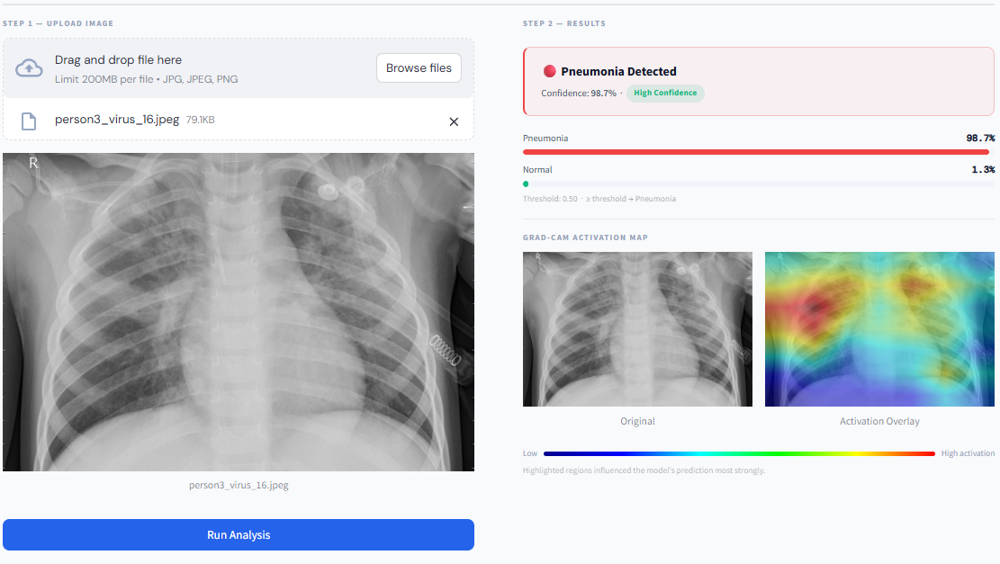 STEP 1 — UPLOAD IMAGE
Drag and drop file here
Limit 200MB per file • JPG, JPEG, PNG
Browse files
person3_virus_16.jpeg 79.1KB
R
person3_virus_16.jpeg
Run Analysis
STEP 2 — RESULTS
Pneumonia Detected
Confidence: 98.7% · High Confidence
Pneumonia 98.7%
Normal 1.3%
Threshold: 0.50 · ≥ threshold → Pneumonia
GRAD-CAM ACTIVATION MAP
R
R
Original
Activation Overlay
Low
High activation
Highlighted regions influenced the model's prediction most strongly.